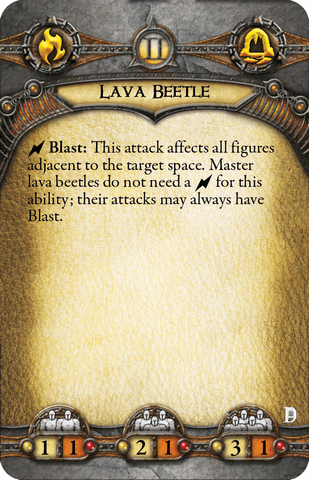 II
LAVA BEETLE
Blast: This attack affects all figures
adjacent to the target space. Master
lava beetles do not need a for this
ability; their attacks may always have
Blast.
D
1 1 2 1 3 1